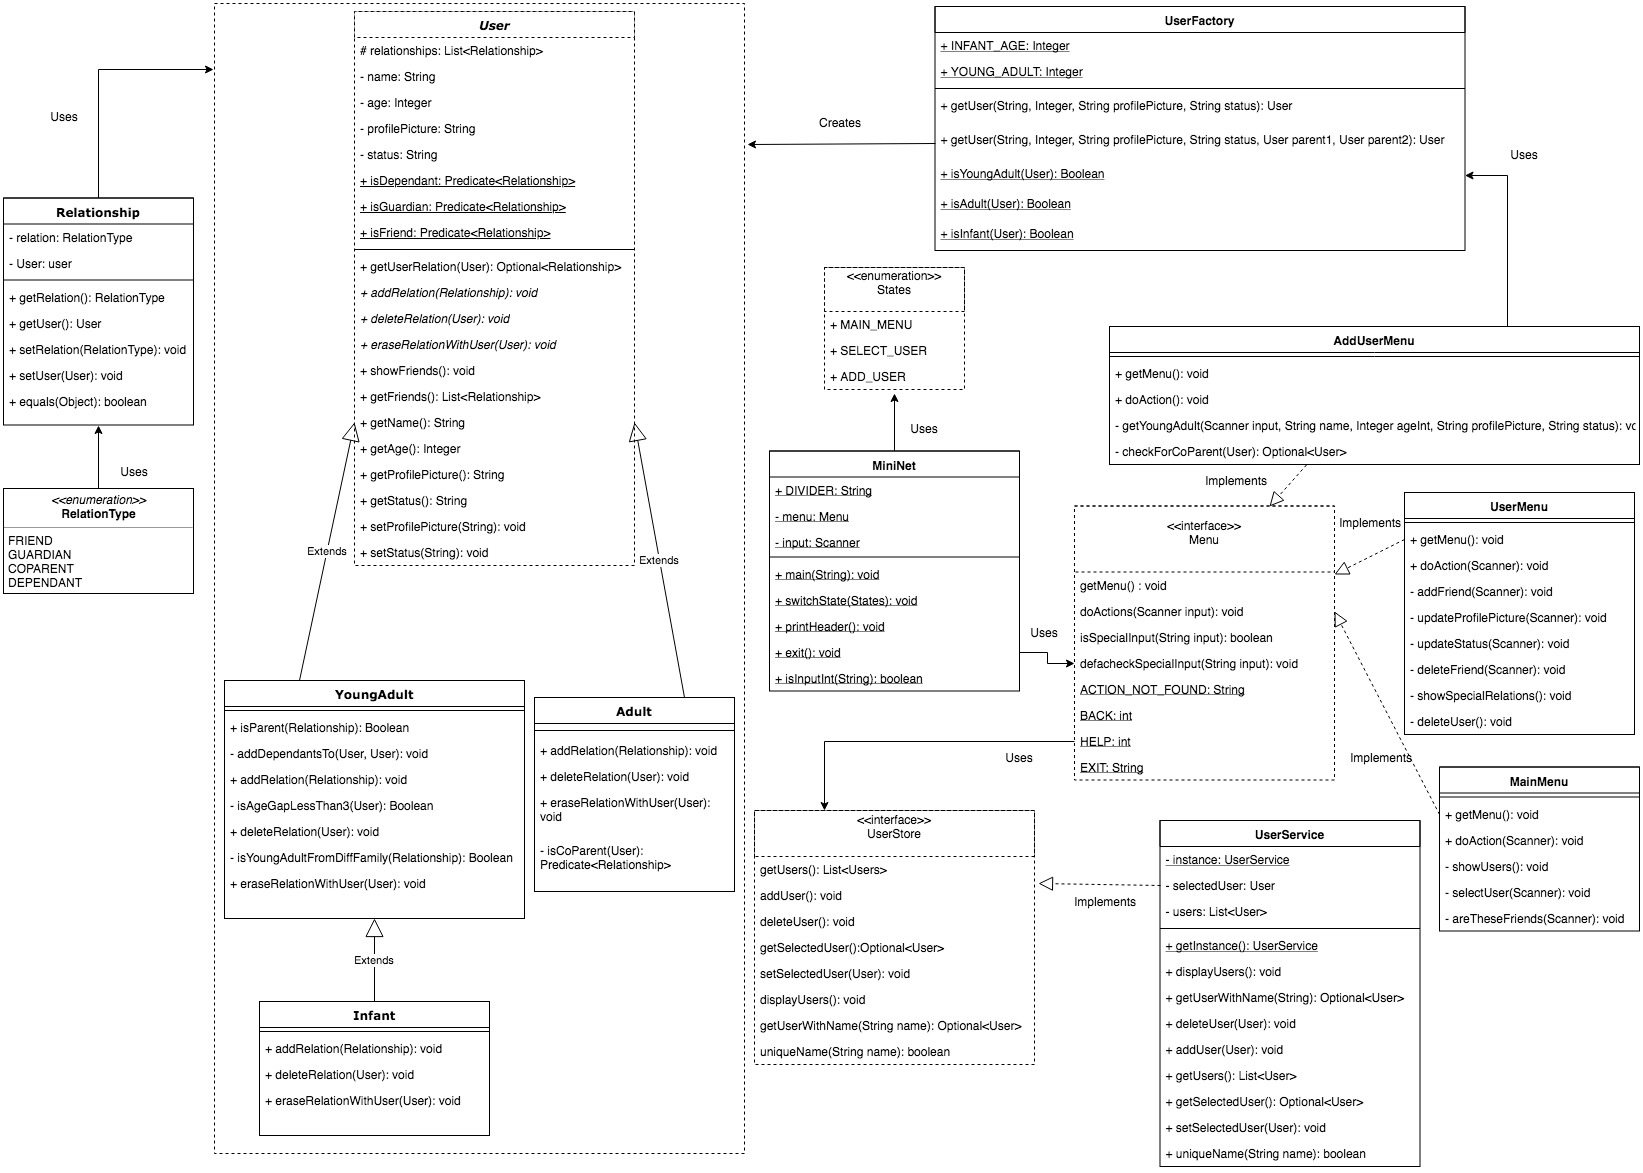 User
# relationships: List<Relationship>
- name: String
- age: Integer
- profilePicture: String
- status: String
+ isDependant: Predicate<Relationship>
+ isGuardian: Predicate<Relationship>
+ isFriend: Predicate<Relationship>
+ getUserRelation(User): Optional<Relationship>
+ addRelation(Relationship): void
+ deleteRelation(User): void
+ eraseRelationWithUser(User): void
+ showFriends(): void
+ getFriends(): List<Relationship>
+ getName(): String
+ getAge(): Integer
+ getProfilePicture(): String
+ getStatus(): String
+ setProfilePicture(String): void
+ setStatus(String): void
Uses
Relationship
- relation: RelationType
- User: user
+ getRelation(): RelationType
+ getUser(): User
+ setRelation(RelationType): void
+ setUser(User): void
+ equals(Object): boolean
Uses
<<enumeration>>
RelationType
FRIEND
GUARDIAN
COPARENT
DEPENDANT
Extends
Extends
YoungAdult
+ isParent(Relationship): Boolean
- addDependantsTo(User, User): void
+ addRelation(Relationship): void
- isAgeGapLessThan3(User): Boolean
+ deleteRelation(User): void
- isYoungAdultFromDiffFamily(Relationship): Boolean
+ eraseRelationWithUser(User): void
Adult
+ addRelation(Relationship): void
+ deleteRelation(User): void
+ eraseRelationWithUser(User):
void
- isCoParent(User):
Predicate<Relationship>
Extends
Infant
+ addRelation(Relationship): void
+ deleteRelation(User): void
+ eraseRelationWithUser(User): void
Creates
UserFactory
+ INFANT_AGE: Integer
+ YOUNG_ADULT: Integer
+ getUser(String, Integer, String profilePicture, String status): User
+ getUser(String, Integer, String profilePicture, String status, User parent1, User parent2): User
+ isYoungAdult(User): Boolean
+ isAdult(User): Boolean
+ isInfant(User): Boolean
Uses
<<enumeration>>
States
+ MAIN_MENU
+ SELECT_USER
+ ADD_USER
Uses
AddUserMenu
+ getMenu(): void
+ doAction(): void
- getYoungAdult(Scanner input, String name, Integer ageInt, String profilePicture, String status): vo
- checkForCoParent(User): Optional<User>
Implements
MiniNet
+ DIVIDER: String
- menu: Menu
- input: Scanner
+ main(String): void
+ switchState(States): void
+ printHeader(): void
+ exit(): void
+ isInputInt(String): boolean
Uses
<<interface>>
Menu
getMenu() : void
doActions(Scanner input): void
isSpecialInput(String input): boolean
defacheckSpecialInput(String input): void
ACTION_NOT_FOUND: String
BACK: int
HELP: int
EXIT: String
Implements
UserMenu
+ getMenu(): void
+ doAction(Scanner): void
- addFriend(Scanner): void
- updateProfilePicture(Scanner): void
- updateStatus(Scanner): void
- deleteFriend(Scanner): void
- showSpecialRelations(): void
- deleteUser(): void
Implements
MainMenu
+ getMenu(): void
+ doAction(Scanner): void
- showUsers(): void
- selectUser(Scanner): void
- areTheseFriends(Scanner): void
Uses
<<interface>>
UserStore
getUsers(): List<Users>
addUser(): void
deleteUser(): void
getSelectedUser():Optional<User>
setSelectedUser(User): void
displayUsers(): void
getUserWithName(String name): Optional<User>
uniqueName(String name): boolean
Implements
UserService
- instance: UserService
- selectedUser: User
- users: List<User>
+ getInstance(): UserService
+ displayUsers(): void
+ getUserWithName(String): Optional<User>
+ deleteUser(User): void
+ addUser(User): void
+ getUsers(): List<User>
+ getSelectedUser(): Optional<User>
+ setSelectedUser(User): void
+ uniqueName(String name): boolean